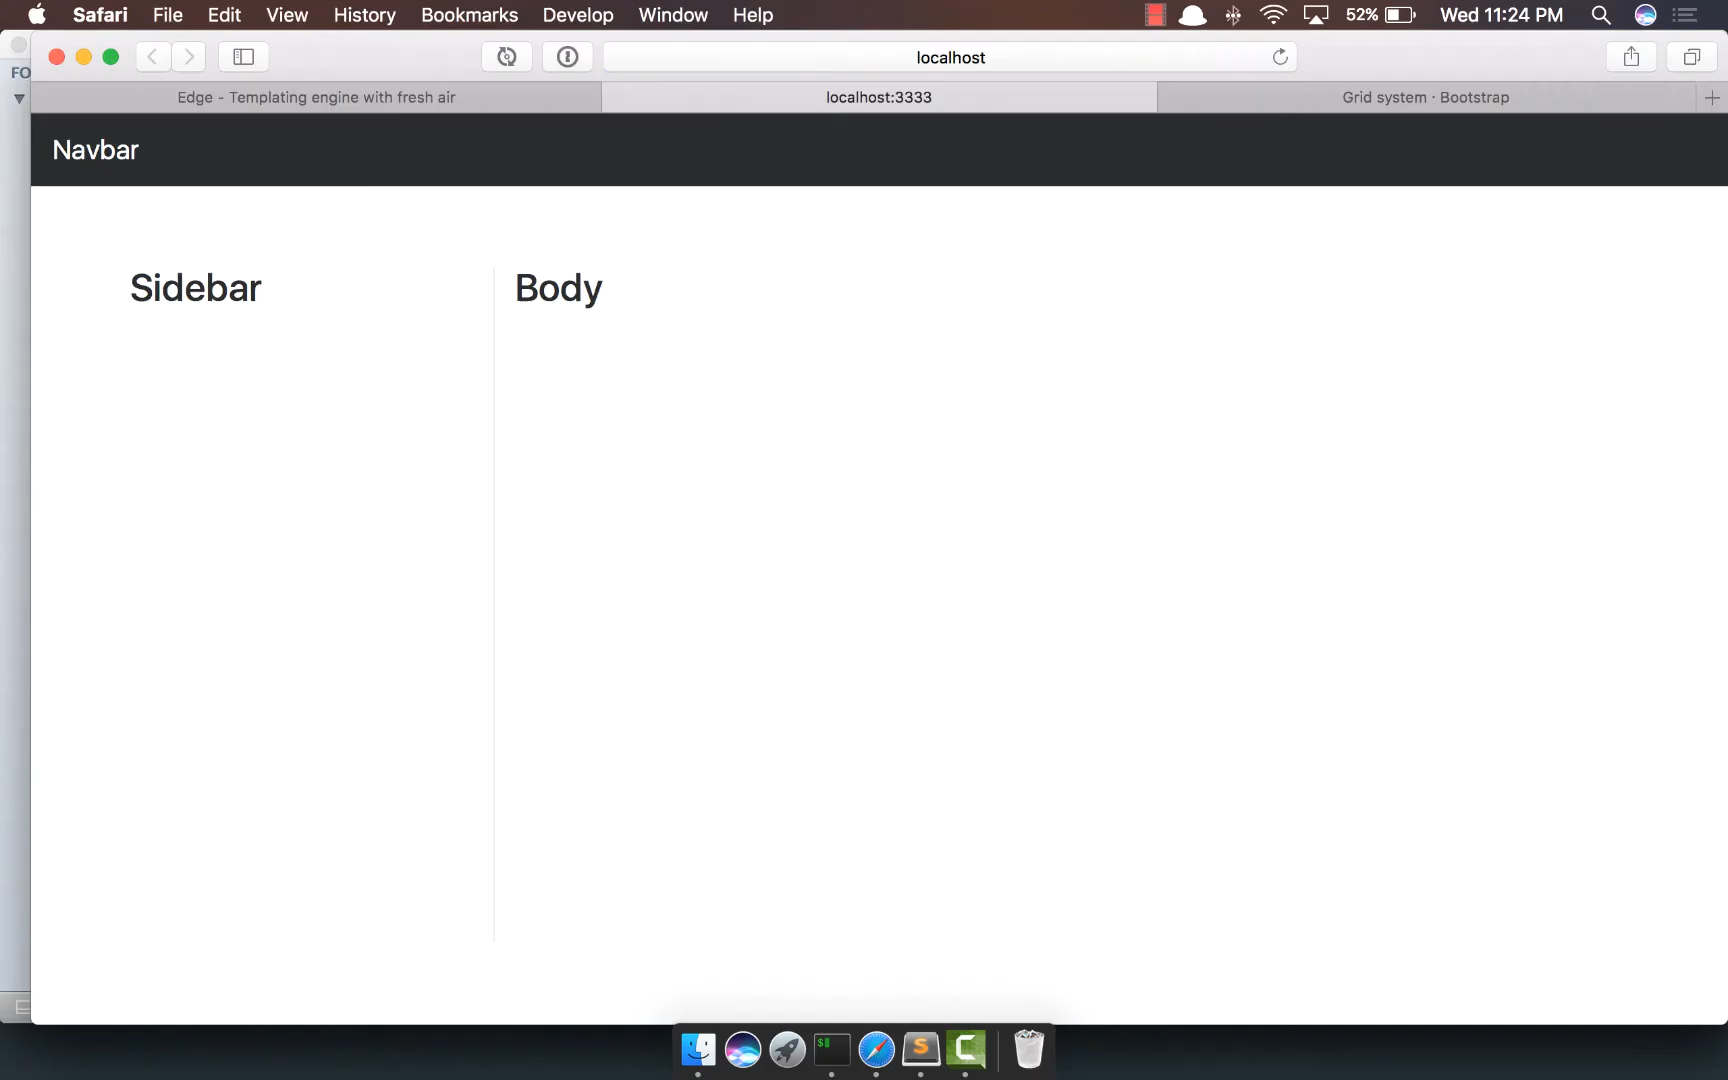 Safari File Edit View History Bookmarks Develop Window Help 52% Wed 11:24 PM
localhost
FO
Edge - Templating engine with fresh air localhost:3333 Grid system · Bootstrap
Navbar
Sidebar Body
$
S
C